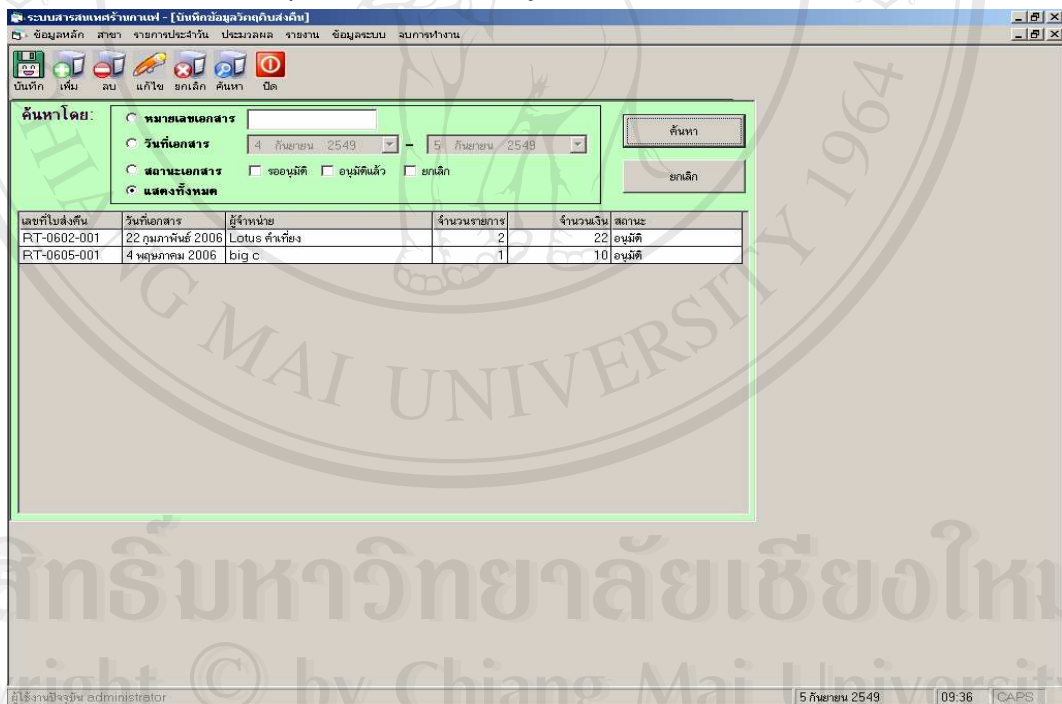 ระบบสารสนเทศร้านกาแฟ - [บันทึกข้อมูลวัตถุดิบส่งคืน]
ข้อมูลหลัก สาขา รายการประจำวัน ประมวลผล รายงาน ข้อมูลระบบ จบการทำงาน
บันทึก เพิ่ม ลบ แก้ไข ยกเลิก ค้นหา ปิด
ค้นหาโดย:
หมายเลขเอกสาร
วันที่เอกสาร 4 กันยายน 2549 – 5 กันยายน 2549
สถานะเอกสาร รออนุมัติ อนุมัติแล้ว ยกเลิก
แสดงทั้งหมด
ค้นหา
ยกเลิก
เลขที่ใบส่งคืน วันที่เอกสาร ผู้จำหน่าย จำนวนรายการ จำนวนเงิน สถานะ
RT-0602-001 22 กุมภาพันธ์ 2006 Lotus คำเที่ยง 2 22 อนุมัติ
RT-0605-001 4 พฤษภาคม 2006 big c 1 10 อนุมัติ
MAI UNIVERSITY 1964
สิทธิ์มหาวิทยาลัยเชียงใหม่
right © by Chiang Mai University
ผู้ใช้งานปัจจุบัน administrator 5 กันยายน 2549 09:36 CAPS